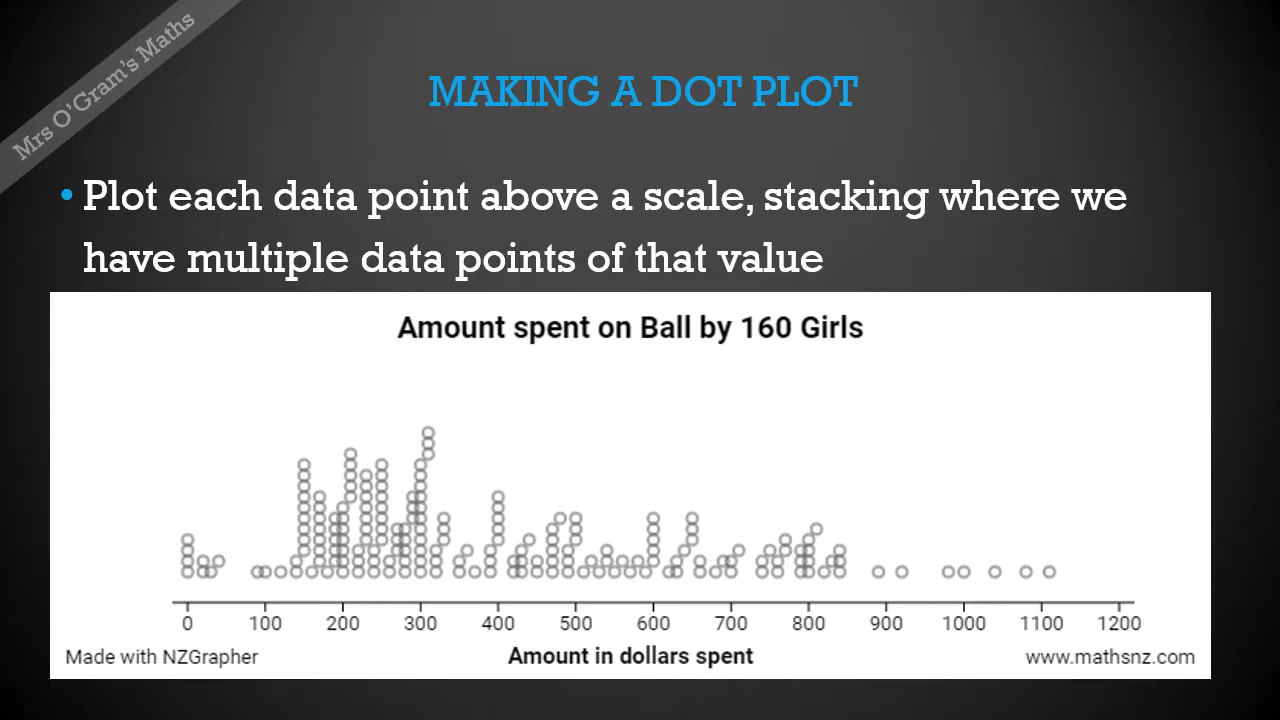 Mrs O'Gram's Maths
MAKING A DOT PLOT
• Plot each data point above a scale, stacking where we
have multiple data points of that value
Amount spent on Ball by 160 Girls
0 100 200 300 400 500 600 700 800 900 1000 1100 1200
Made with NZGrapher Amount in dollars spent www.mathsnz.com